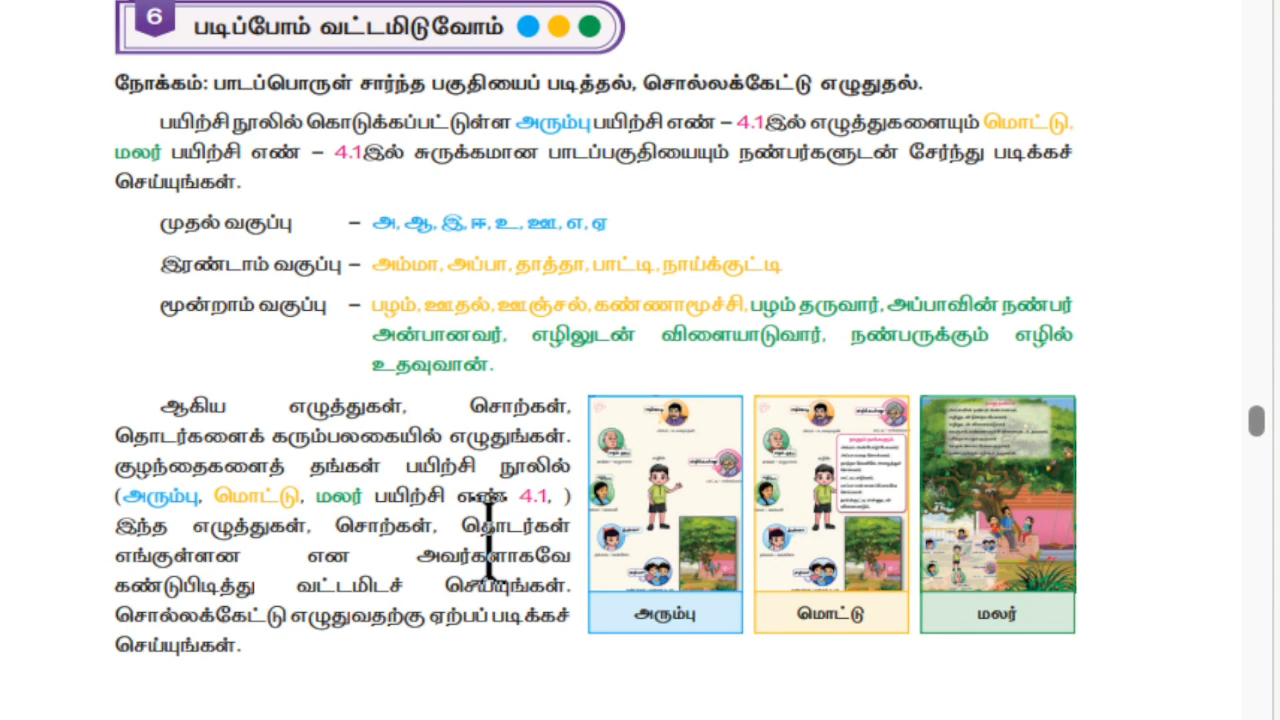 6
படிப்போம் வட்டமிடுவோம்
நோக்கம்: பாடப்பொருள் சார்ந்த பகுதியைப் படித்தல், சொல்லக்கேட்டு எழுதுதல்.
பயிற்சி நூலில் கொடுக்கப்பட்டுள்ள அரும்பு பயிற்சி எண் – 4.1இல் எழுத்துகளையும் மொட்டு,
மலர் பயிற்சி எண் – 4.1இல் சுருக்கமான பாடப்பகுதியையும் நண்பர்களுடன் சேர்ந்து படிக்கச்
செய்யுங்கள்.
முதல் வகுப்பு – அ, ஆ, இ, ஈ, உ, ஊ, எ, ஏ
இரண்டாம் வகுப்பு – அம்மா, அப்பா, தாத்தா, பாட்டி, நாய்க்குட்டி
மூன்றாம் வகுப்பு – பழம், ஊதல், ஊஞ்சல், கண்ணாமூச்சி, பழம் தருவார், அப்பாவின் நண்பர்
அன்பானவர், எழிலுடன் விளையாடுவார், நண்பருக்கும் எழில்
உதவுவான்.
ஆகிய எழுத்துகள், சொற்கள்,
தொடர்களைக் கரும்பலகையில் எழுதுங்கள்.
குழந்தைகளைத் தங்கள் பயிற்சி நூலில்
(அரும்பு, மொட்டு, மலர் பயிற்சி எண் 4.1, )
இந்த எழுத்துகள், சொற்கள், தொடர்கள்
எங்குள்ளன என அவர்களாகவே
கண்டுபிடித்து வட்டமிடச் செய்யுங்கள்.
சொல்லக்கேட்டு எழுதுவதற்கு ஏற்பப் படிக்கச்
செய்யுங்கள்.
அரும்பு
மொட்டு
மலர்